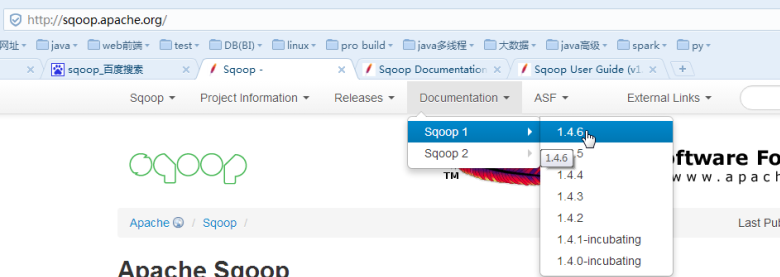 http://sqoop.apache.org/
网址 java web前端 test DB(BI) linux pro build java多线程 大数据 java高级 spark py
sqoop_百度搜索 Sqoop - Sqoop Documentation Sqoop User Guide (v1
Sqoop Project Information Releases Documentation ASF External Links
Sqoop 1 1.4.6
Sqoop 2 5
1.4.6
sqoop
TM
oftware Fo
www.apac
1.4.4
1.4.3
1.4.2
1.4.1-incubating
1.4.0-incubating
Apache / Sqoop /
Last Pu
Apache Sqoop